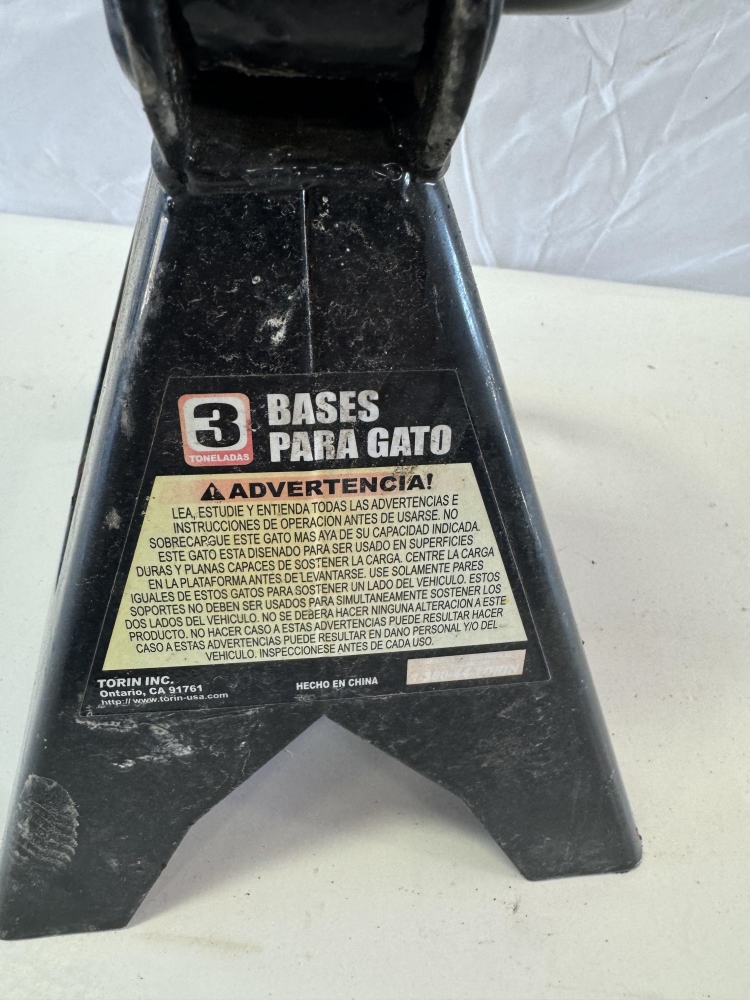 3
TONELADAS
BASES
PARA GATO
ADVERTENCIA!
LEA, ESTUDIE Y ENTIENDA TODAS LAS ADVERTENCIAS E
INSTRUCCIONES DE OPERACION ANTES DE USARSE. NO
SOBRECARGUE ESTE GATO MAS AYA DE SU CAPACIDAD INDICADA.
ESTE GATO ESTA DISENADO PARA SER USADO EN SUPERFICIES
DURAS Y PLANAS CAPACES DE SOSTENER LA CARGA. CENTRE LA CARGA
EN LA PLATAFORMA ANTES DE LEVANTARSE. USE SOLAMENTE PARES
IGUALES DE ESTOS GATOS PARA SOSTENER UN LADO DEL VEHICULO. ESTOS
SOPORTES NO DEBEN SER USADOS PARA SIMULTANEAMENTE SOSTENER LOS
DOS LADOS DEL VEHICULO. NO SE DEBERA HACER NINGUNA ALTERACION A ESTE
PRODUCTO. NO HACER CASO A ESTAS ADVERTENCIAS PUEDE RESULTAR HACER
CASO A ESTAS ADVERTENCIAS PUEDE RESULTAR EN DANO PERSONAL Y/O DEL
VEHICULO. INSPECCIONESE ANTES DE CADA USO.
TORIN INC.
Ontario, CA 91761
http://www.torin-usa.com
HECHO EN CHINA